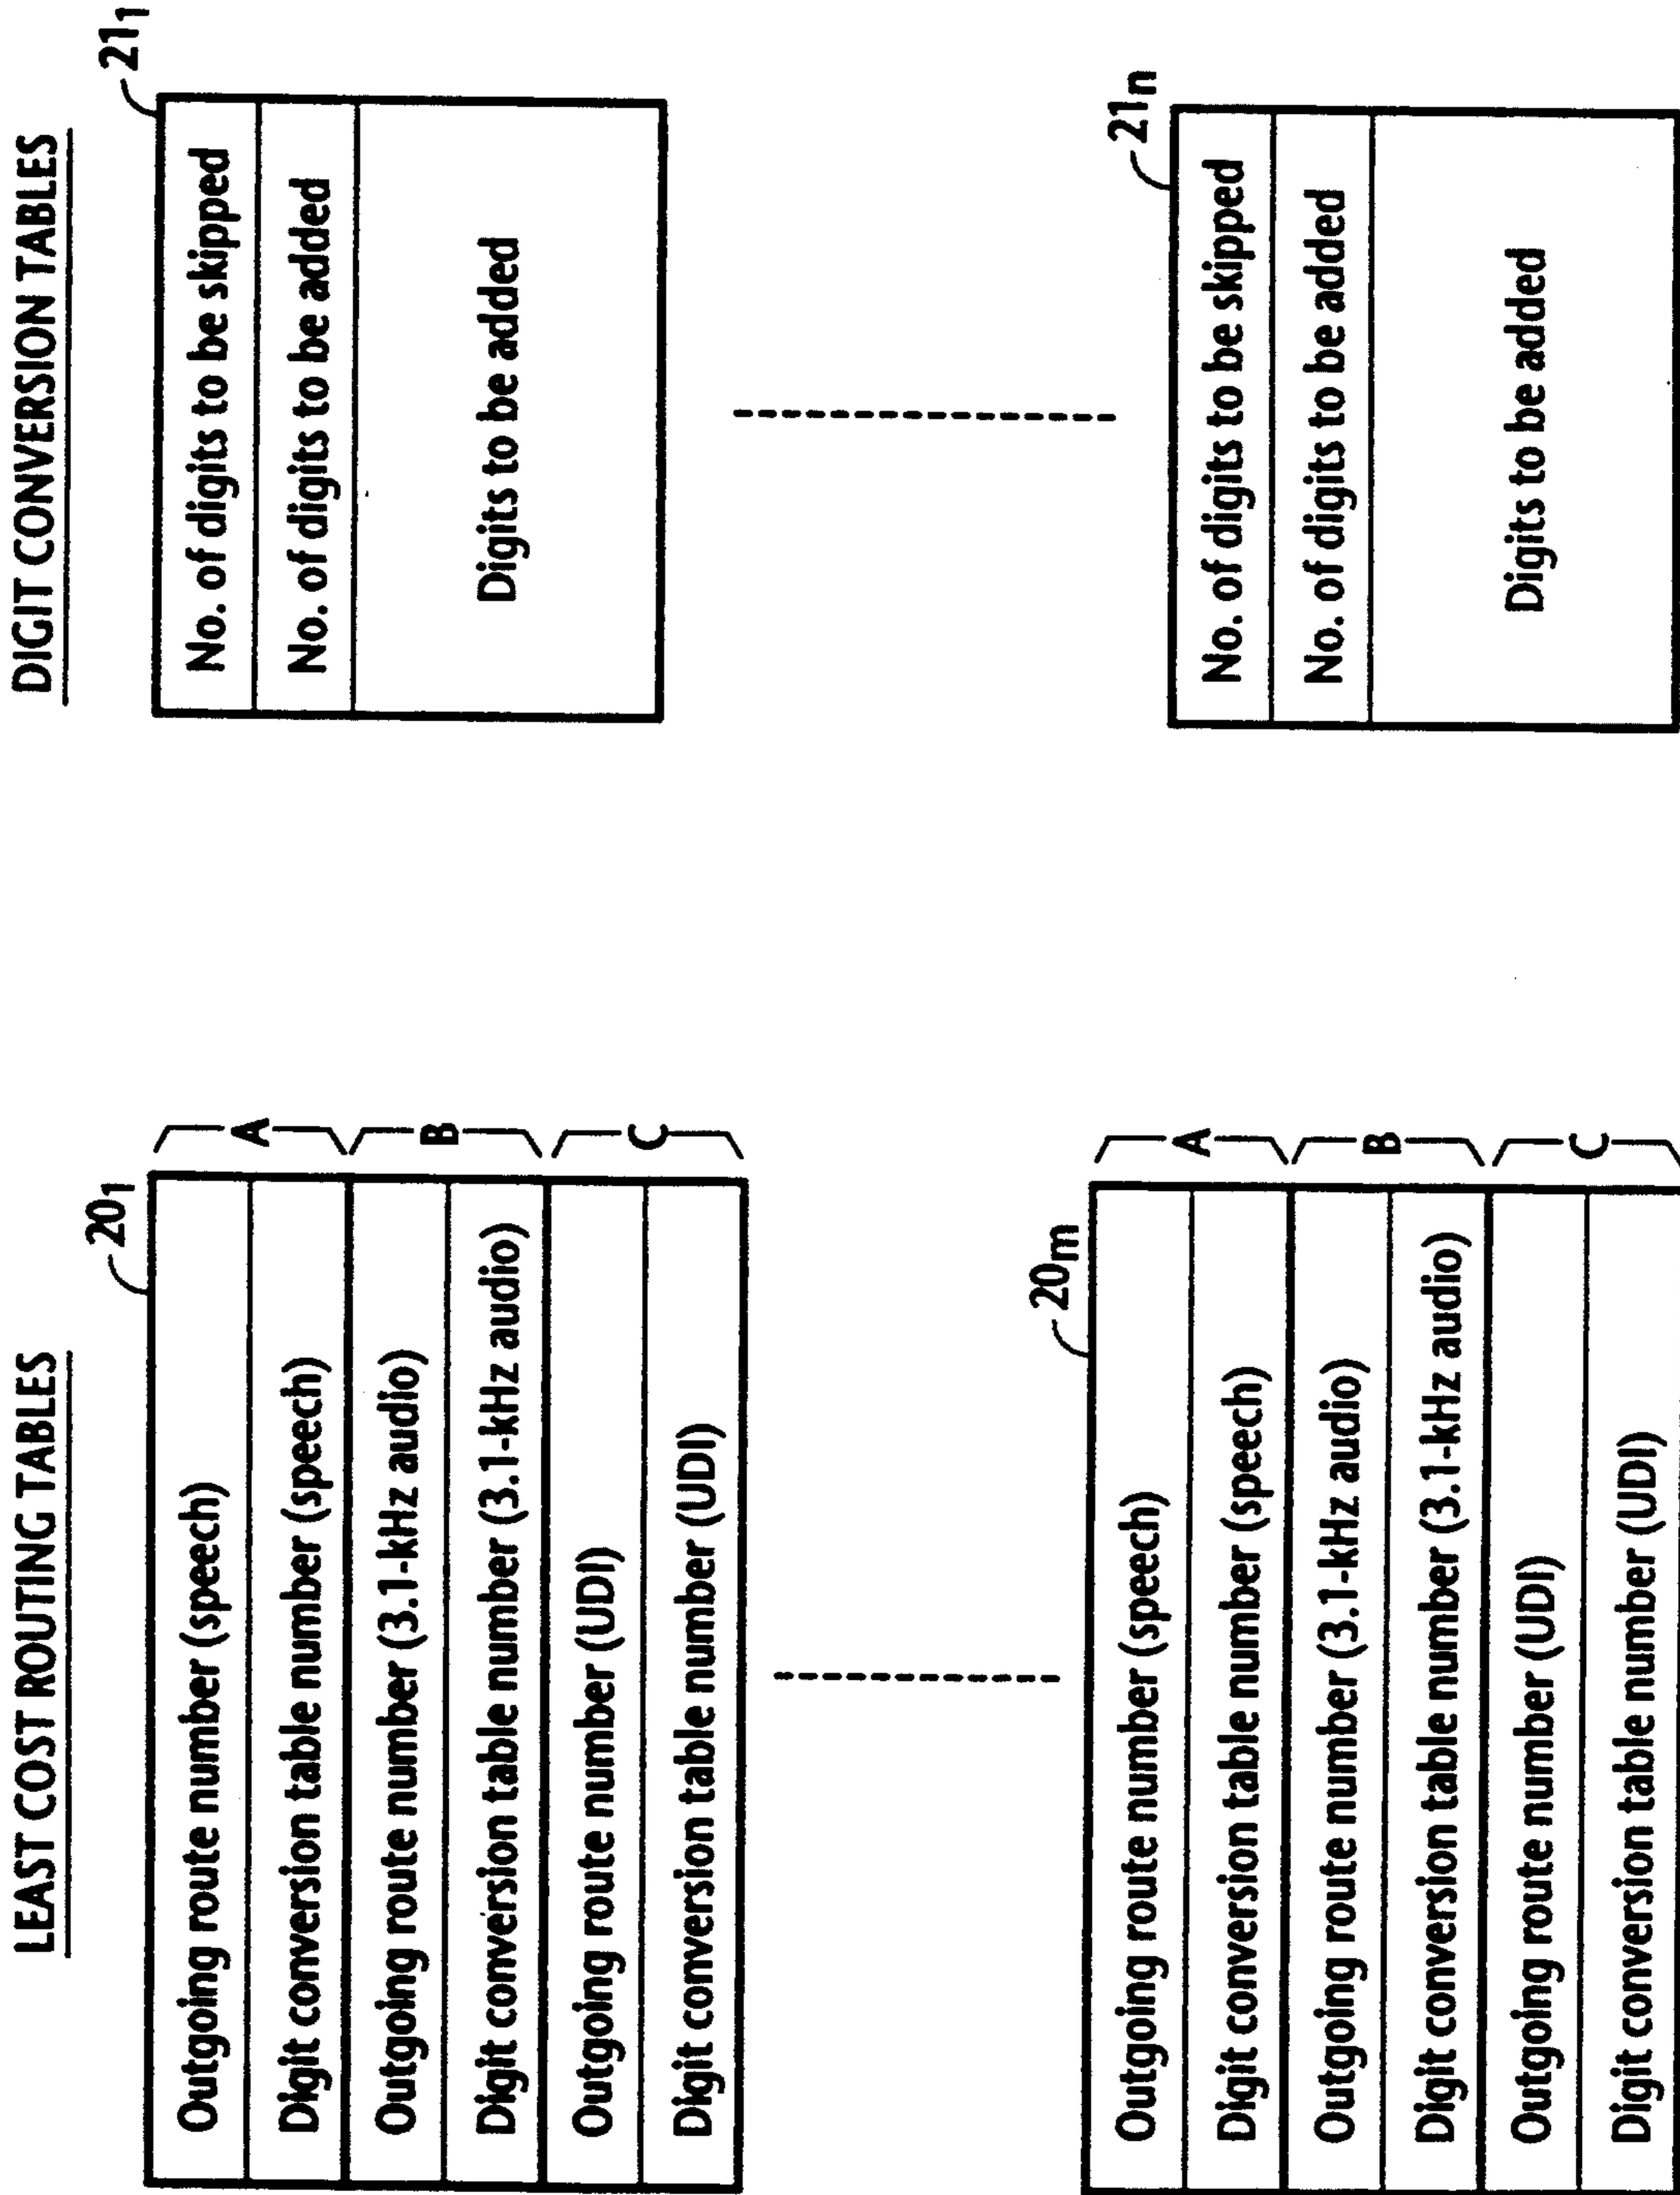 LEAST COST ROUTING TABLES
20₁
Outgoing route number (speech)
Digit conversion table number (speech)
A
Outgoing route number (3.1-kHz audio)
Digit conversion table number (3.1-kHz audio)
B
Outgoing route number (UDI)
Digit conversion table number (UDI)
C
20m
Outgoing route number (speech)
Digit conversion table number (speech)
A
Outgoing route number (3.1-kHz audio)
Digit conversion table number (3.1-kHz audio)
B
Outgoing route number (UDI)
Digit conversion table number (UDI)
C
DIGIT CONVERSION TABLES
21₁
No. of digits to be skipped
No. of digits to be added
Digits to be added
21n
No. of digits to be skipped
No. of digits to be added
Digits to be added